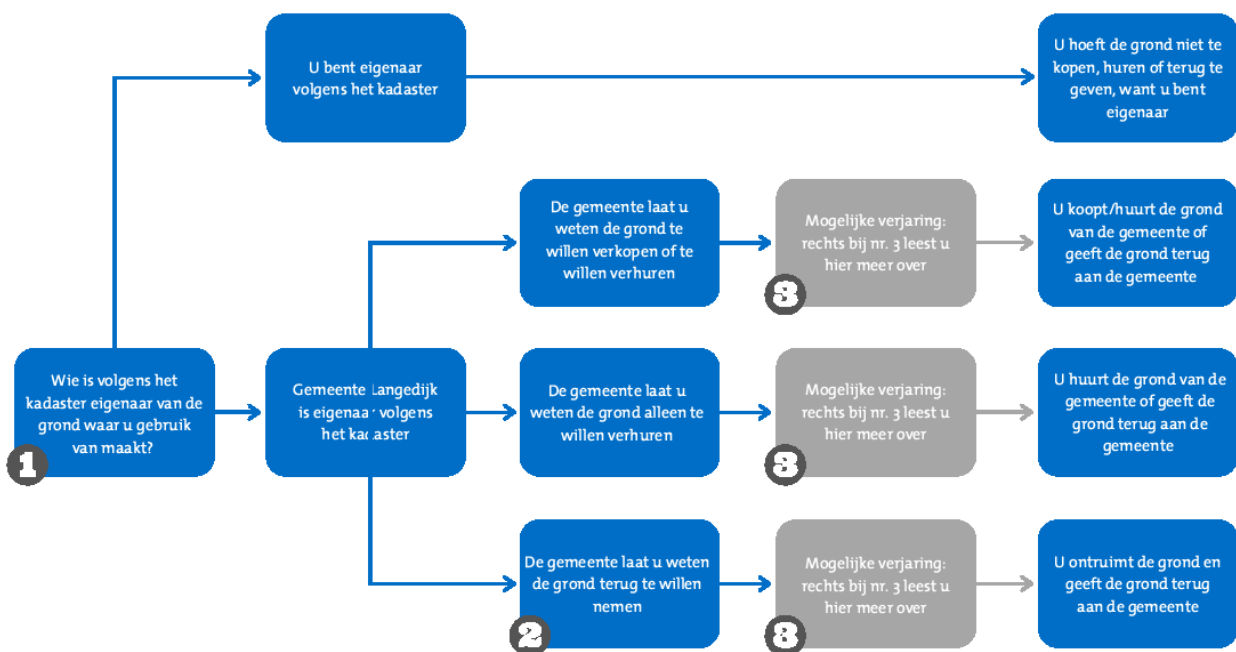 U bent eigenaar
volgens het kadaster
U hoeft de grond niet te
kopen, huren of terug te
geven, want u bent
eigenaar
De gemeente laat u
weten de grond te
willen verkopen of te
willen verhuren
Mogelijke verjaring:
rechts bij nr. 3 leest u
hier meer over
3
U koopt/huurt de grond
van de gemeente of
geeft de grond terug
aan de gemeente
Wie is volgens het
kadaster eigenaar van de
grond waar u gebruik
van maakt?
1
Gemeente Langedijk
is eigenaar volgens
het kadaster
De gemeente laat u
weten de grond alleen te
willen verhuren
Mogelijke verjaring:
rechts bij nr. 3 leest u
hier meer over
3
U huurt de grond van de
gemeente of geeft de
grond terug aan de
gemeente
De gemeente laat u weten
de grond terug te willen
nemen
2
Mogelijke verjaring:
rechts bij nr. 3 leest u
hier meer over
3
U ontruimt de grond en
geeft de grond terug
aan de gemeente